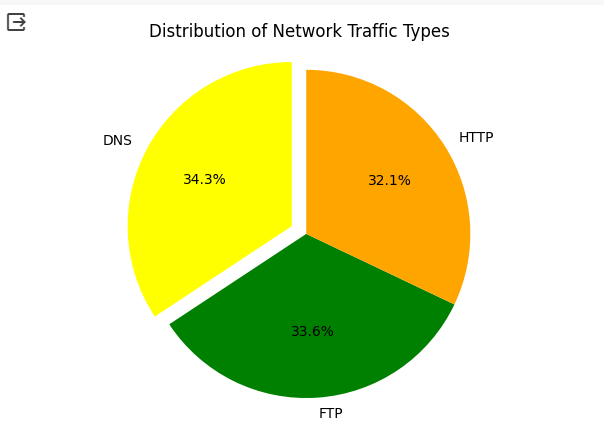 Distribution of Network Traffic Types
DNS
HTTP
34.3%
32.1%
33.6%
FTP